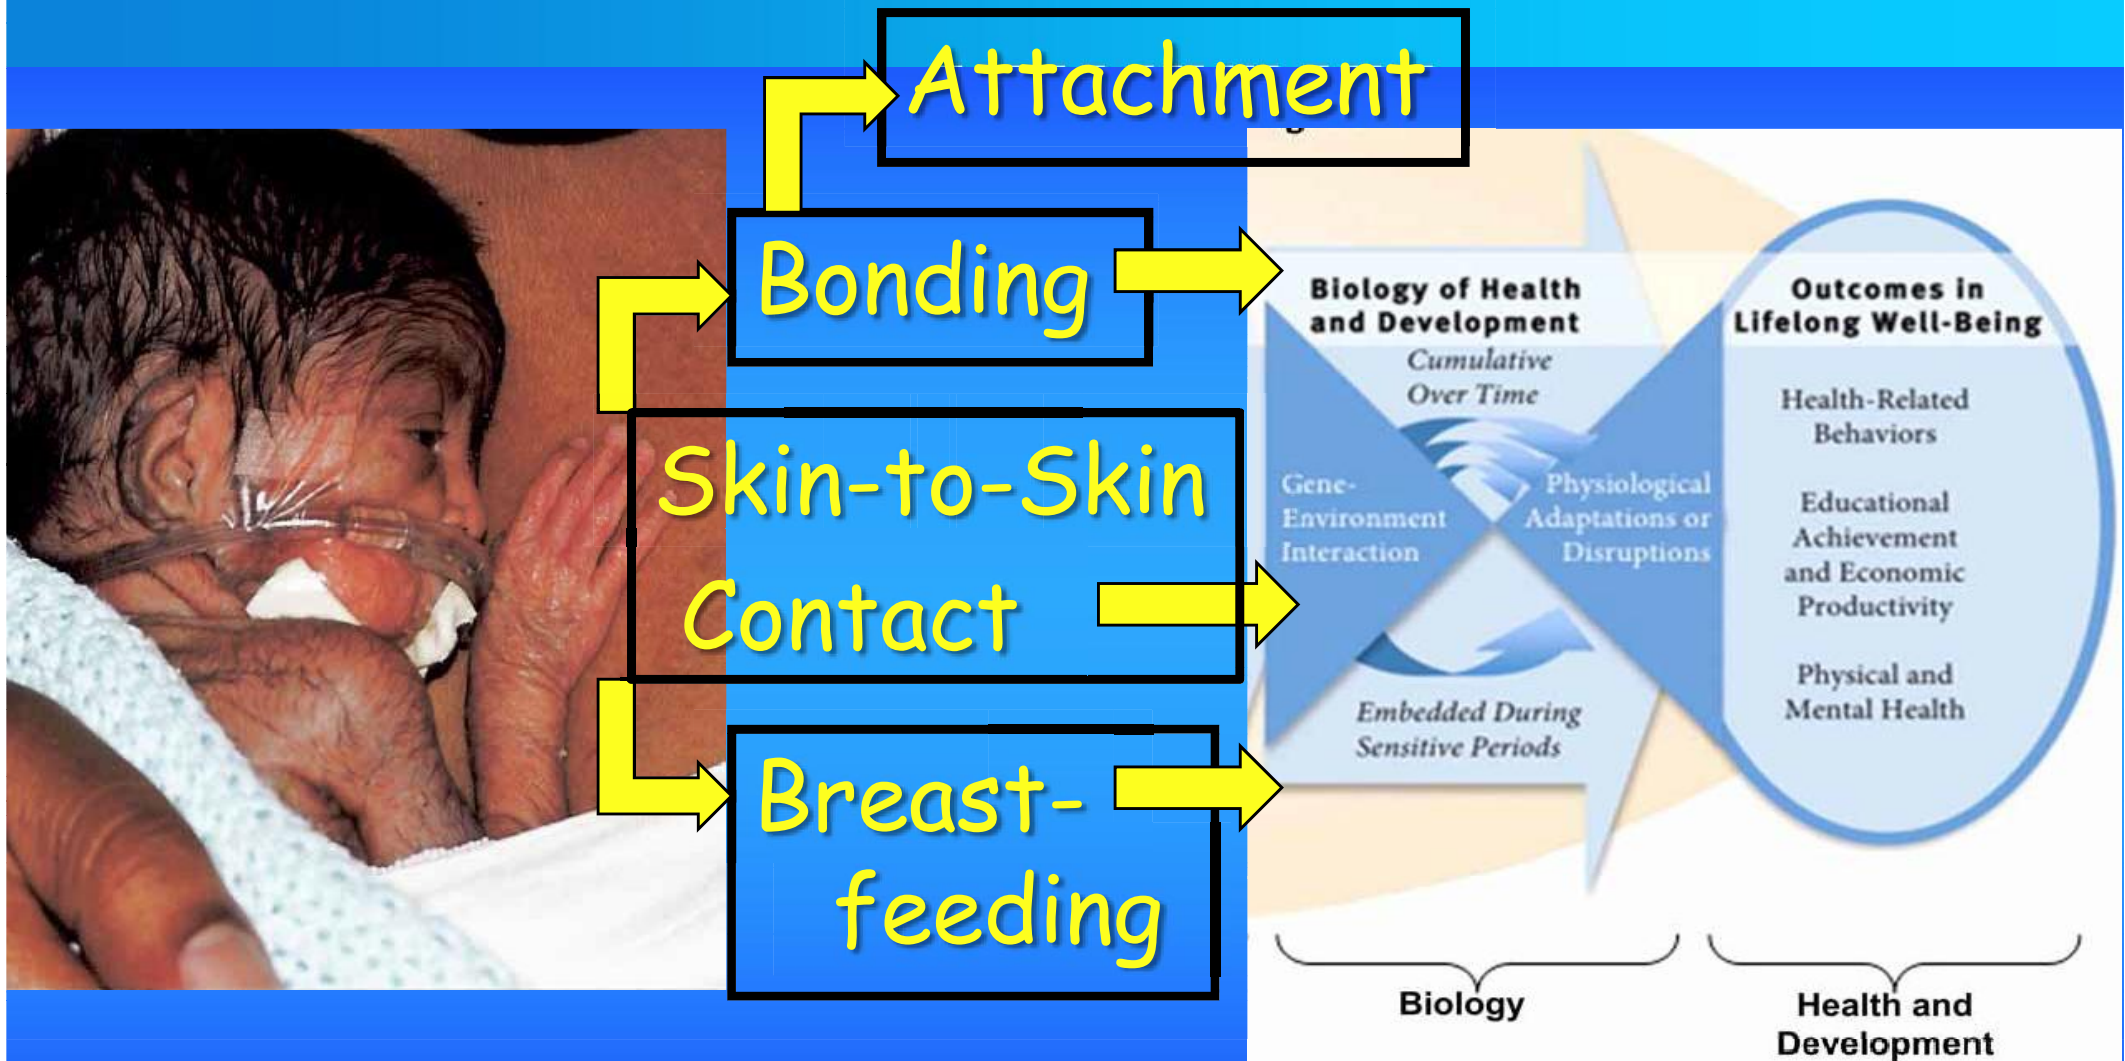 Attachment
Bonding
Skin-to-Skin
Contact
Breast-
feeding
Biology of Health
and Development
Cumulative
Over Time
Gene-
Environment
Interaction
Physiological
Adaptations or
Disruptions
Embedded During
Sensitive Periods
Outcomes in
Lifelong Well-Being
Health-Related
Behaviors
Educational
Achievement
and Economic
Productivity
Physical and
Mental Health
Biology
Health and
Development